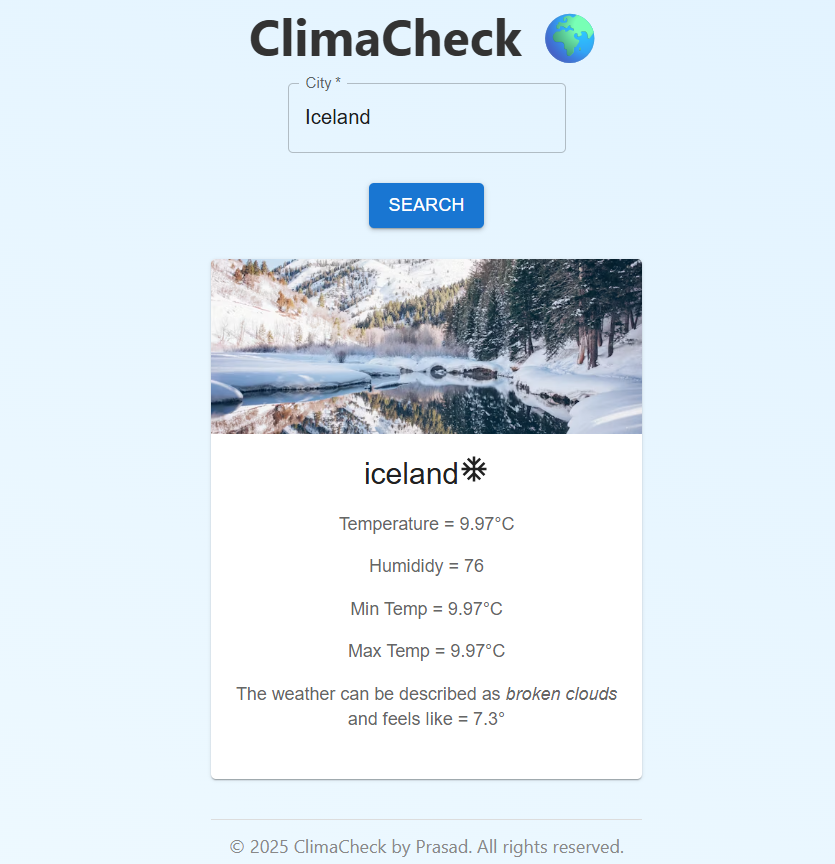 ClimaCheck
City *
Iceland
SEARCH
iceland
Temperature = 9.97°C
Humididy = 76
Min Temp = 9.97°C
Max Temp = 9.97°C
The weather can be described as broken clouds
and feels like = 7.3°
© 2025 ClimaCheck by Prasad. All rights reserved.